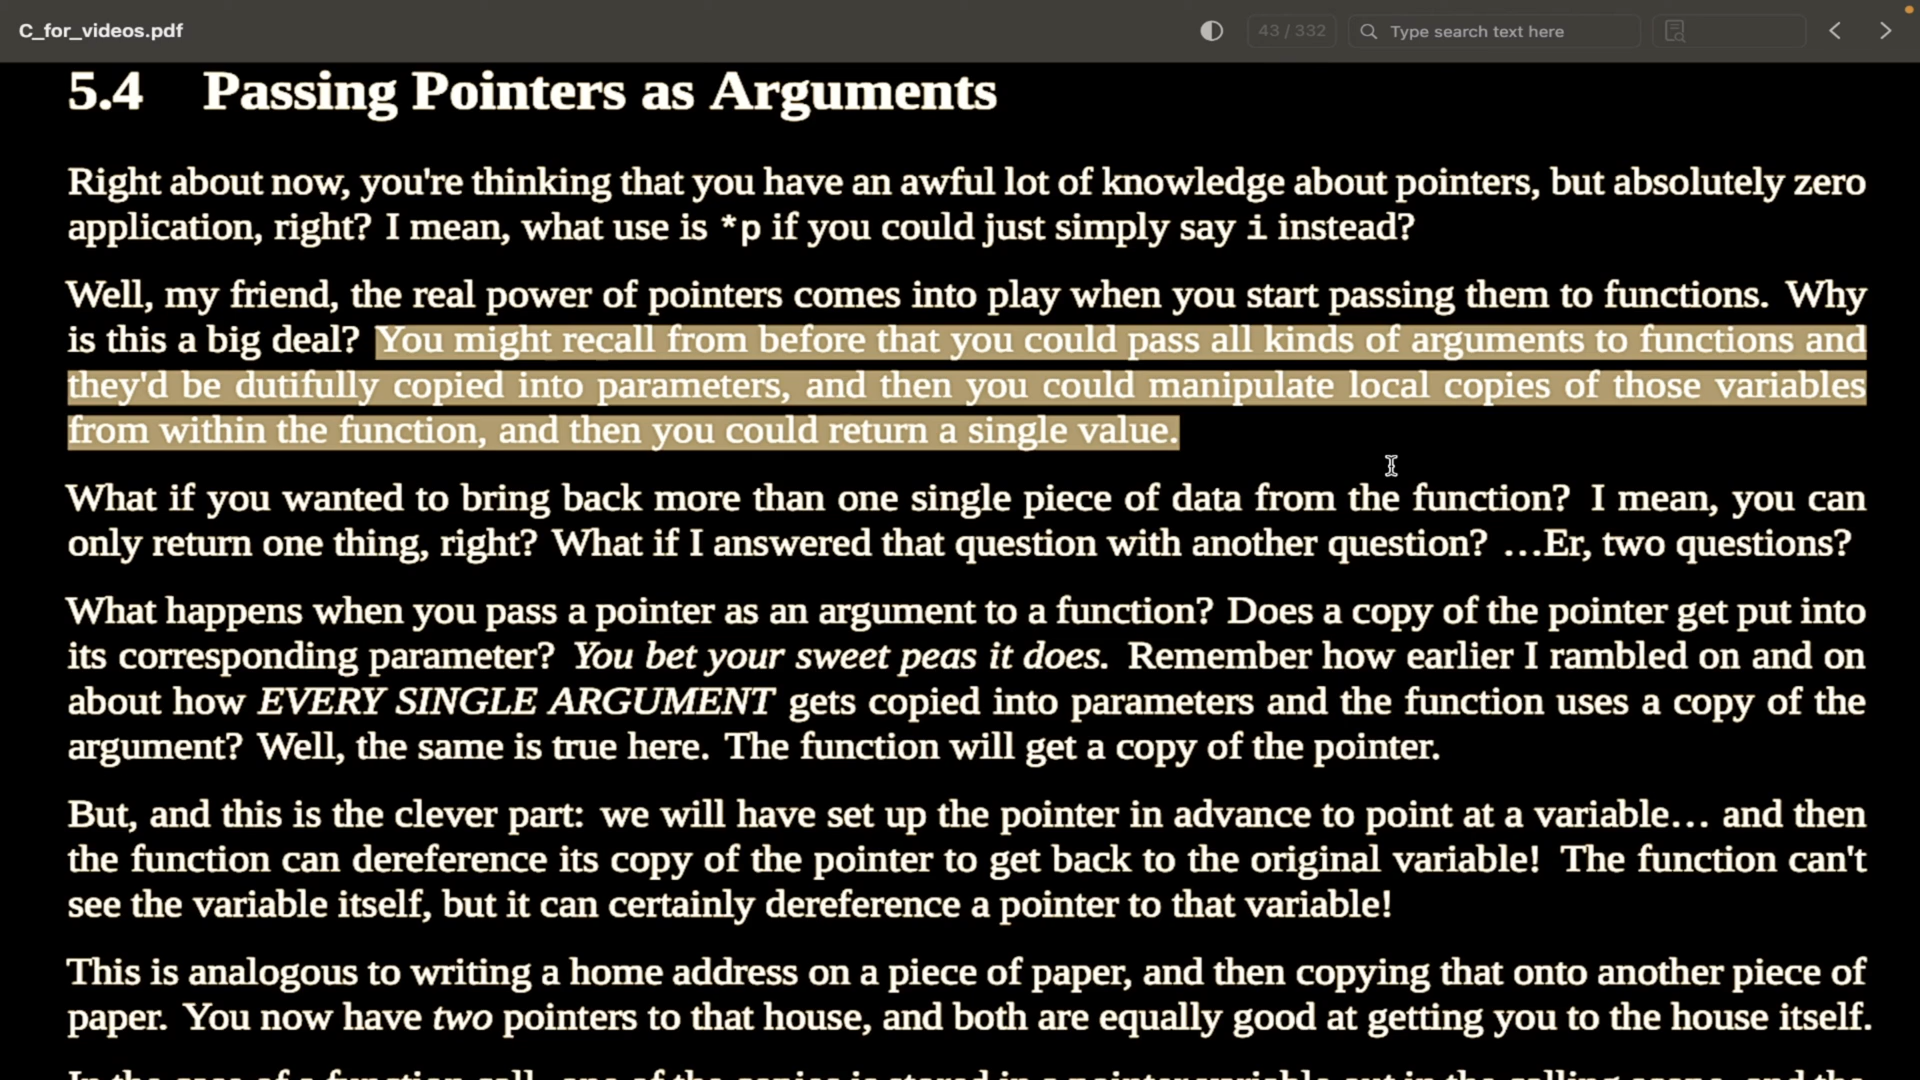 C_for_videos.pdf
43 / 332
Type search text here
5.4 Passing Pointers as Arguments
Right about now, you're thinking that you have an awful lot of knowledge about pointers, but absolutely zero
application, right? I mean, what use is *p if you could just simply say i instead?
Well, my friend, the real power of pointers comes into play when you start passing them to functions. Why
is this a big deal? You might recall from before that you could pass all kinds of arguments to functions and
they'd be dutifully copied into parameters, and then you could manipulate local copies of those variables
from within the function, and then you could return a single value.
What if you wanted to bring back more than one single piece of data from the function? I mean, you can
only return one thing, right? What if I answered that question with another question? …Er, two questions?
What happens when you pass a pointer as an argument to a function? Does a copy of the pointer get put into
its corresponding parameter? You bet your sweet peas it does. Remember how earlier I rambled on and on
about how EVERY SINGLE ARGUMENT gets copied into parameters and the function uses a copy of the
argument? Well, the same is true here. The function will get a copy of the pointer.
But, and this is the clever part: we will have set up the pointer in advance to point at a variable… and then
the function can dereference its copy of the pointer to get back to the original variable! The function can't
see the variable itself, but it can certainly dereference a pointer to that variable!
This is analogous to writing a home address on a piece of paper, and then copying that onto another piece of
paper. You now have two pointers to that house, and both are equally good at getting you to the house itself.